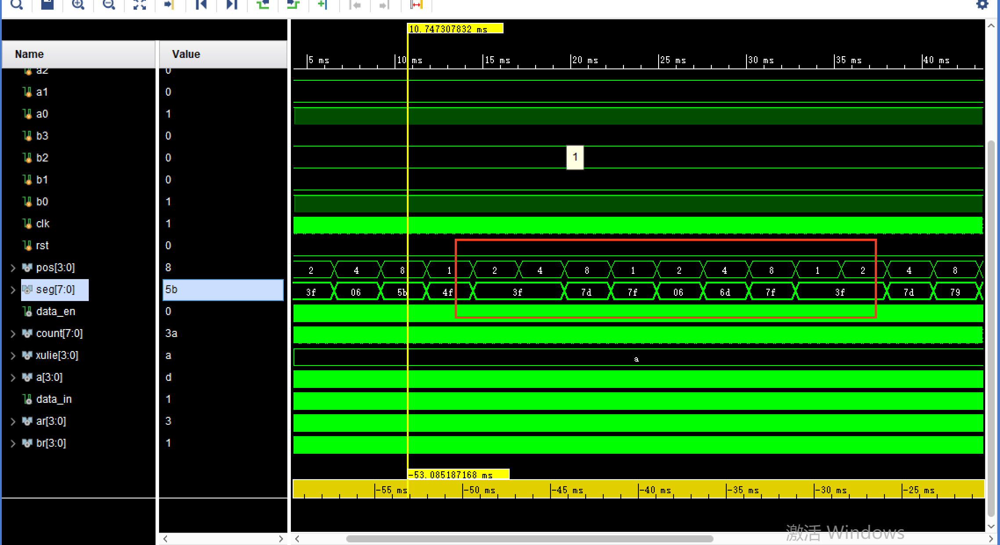 10.747307832 ms
Name
Value
5 ms
10 ms
15 ms
20 ms
25 ms
30 ms
35 ms
40 ms
a2 0
a1 0
a0 1
b3 0
b2 0
1
b1 0
b0 1
clk 1
rst 0
pos[3:0] 8 2 4 8 1 2 4 8 1 2 4 8 1 2 4 8
seg[7:0] 5b 3f 06 5b 4f 3f 7d 7f 06 6d 7f 3f 7d 79
data_en 0
count[7:0] 3a
xulie[3:0] a a
a[3:0] d
data_in 1
ar[3:0] 3
br[3:0] 1
-53.085187168 ms
-55 ms
-50 ms
-45 ms
-40 ms
-35 ms
-30 ms
-25 ms
激活 Windows